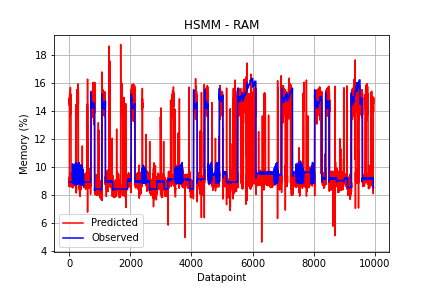 HSMM - RAM
Memory (%)
18
16
14
12
10
8
6
4
Predicted
Observed
0
2000
4000
6000
8000
10000
Datapoint